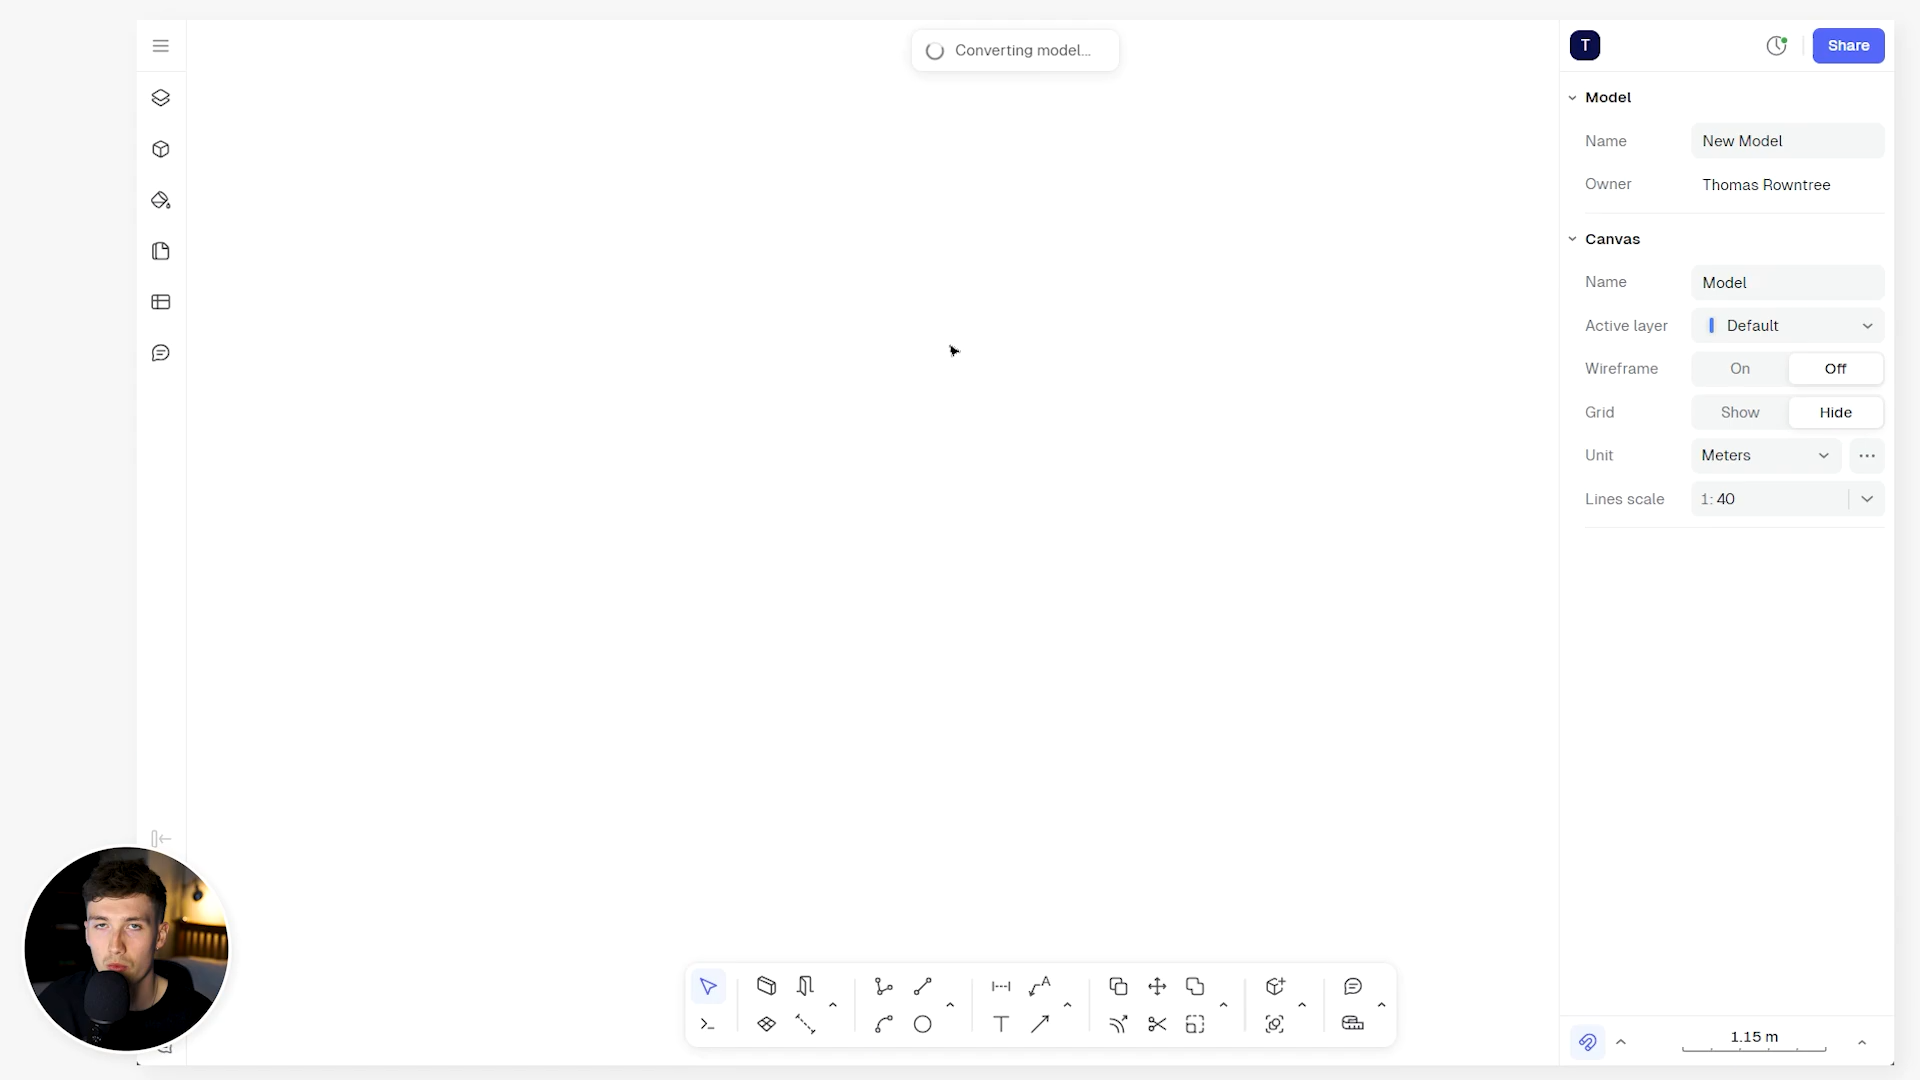 Converting model...
T
Share
Model
Name New Model
Owner Thomas Rowntree
Canvas
Name Model
Active layer Default
Wireframe On Off
Grid Show Hide
Unit Meters
Lines scale 1: 40
A
T
1.15 m